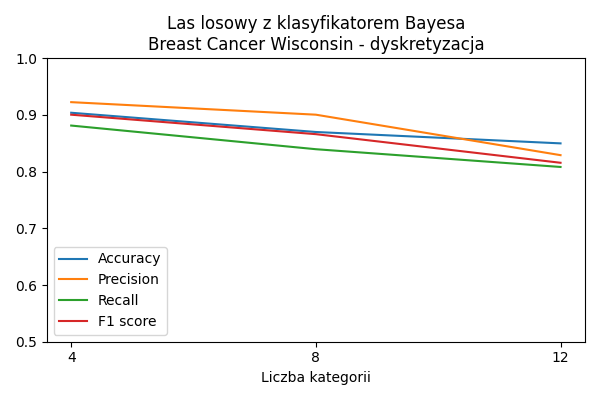 Las losowy z klasyfikatorem Bayesa
Breast Cancer Wisconsin - dyskretyzacja
1.0
0.9
0.8
0.7
0.6
0.5
Accuracy
Precision
Recall
F1 score
4
8
12
Liczba kategorii